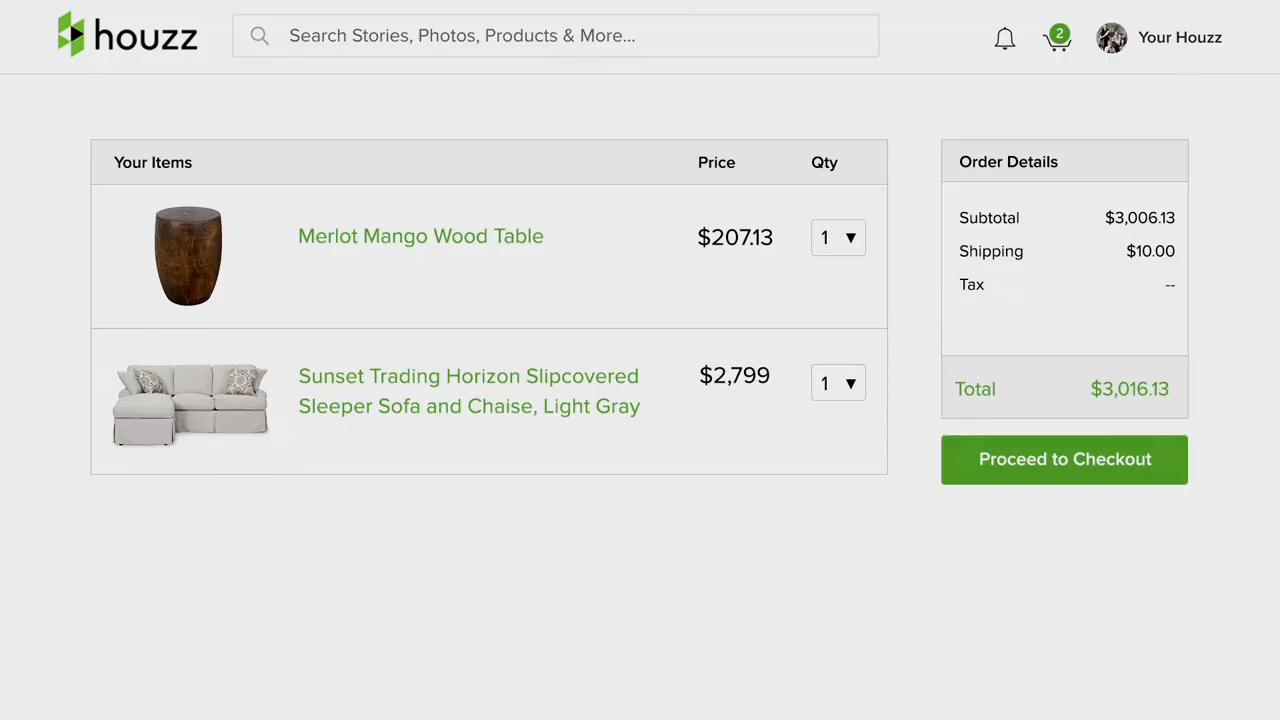 houzz
Search Stories, Photos, Products & More...
2
Your Houzz
Your Items
Price
Qty
Merlot Mango Wood Table
$207.13
1
Sunset Trading Horizon Slipcovered
Sleeper Sofa and Chaise, Light Gray
$2,799
1
Order Details
Subtotal $3,006.13
Shipping $10.00
Tax --
Total $3,016.13
Proceed to Checkout